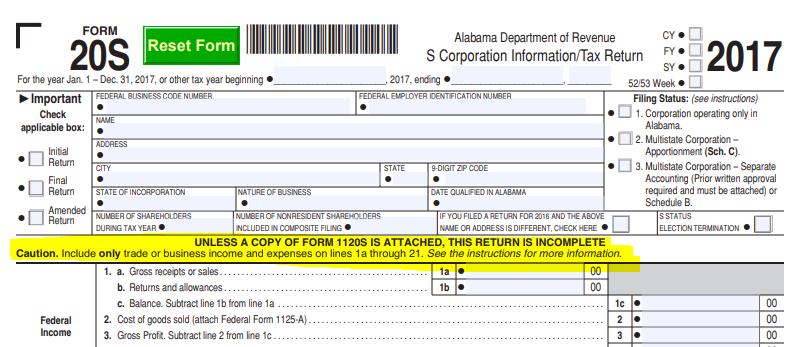 FORM
20S
Reset Form
Alabama Department of Revenue
S Corporation Information/Tax Return
CY •
FY •
SY •
52/53 Week •
2017
For the year Jan. 1 – Dec. 31, 2017, or other tax year beginning • , 2017, ending • ,
► Important
Check
applicable box:
• Initial
Return
• Final
Return
• Amended
Return
FEDERAL BUSINESS CODE NUMBER
•
FEDERAL EMPLOYER IDENTIFICATION NUMBER
•
NAME
•
ADDRESS
•
CITY
•
STATE
•
9-DIGIT ZIP CODE
•
STATE OF INCORPORATION
•
NATURE OF BUSINESS
•
DATE QUALIFIED IN ALABAMA
•
NUMBER OF SHAREHOLDERS
DURING TAX YEAR •
NUMBER OF NONRESIDENT SHAREHOLDERS
INCLUDED IN COMPOSITE FILING •
IF YOU FILED A RETURN FOR 2016 AND THE ABOVE
NAME OR ADDRESS IS DIFFERENT, CHECK HERE •
S STATUS
ELECTION TERMINATION •
Filing Status: (see instructions)
• 1. Corporation operating only in
Alabama.
• 2. Multistate Corporation –
Apportionment (Sch. C).
• 3. Multistate Corporation – Separate
Accounting (Prior written approval
required and must be attached) or
Schedule B.
UNLESS A COPY OF FORM 1120S IS ATTACHED, THIS RETURN IS INCOMPLETE
Caution. Include only trade or business income and expenses on lines 1a through 21. See the instructions for more information.
Federal
Income
1. a. Gross receipts or sales 1a • 00
b. Returns and allowances 1b • 00
c. Balance. Subtract line 1b from line 1a 1c • 00
2. Cost of goods sold (attach Federal Form 1125-A) 2 • 00
3. Gross Profit. Subtract line 2 from line 1c 3 • 00